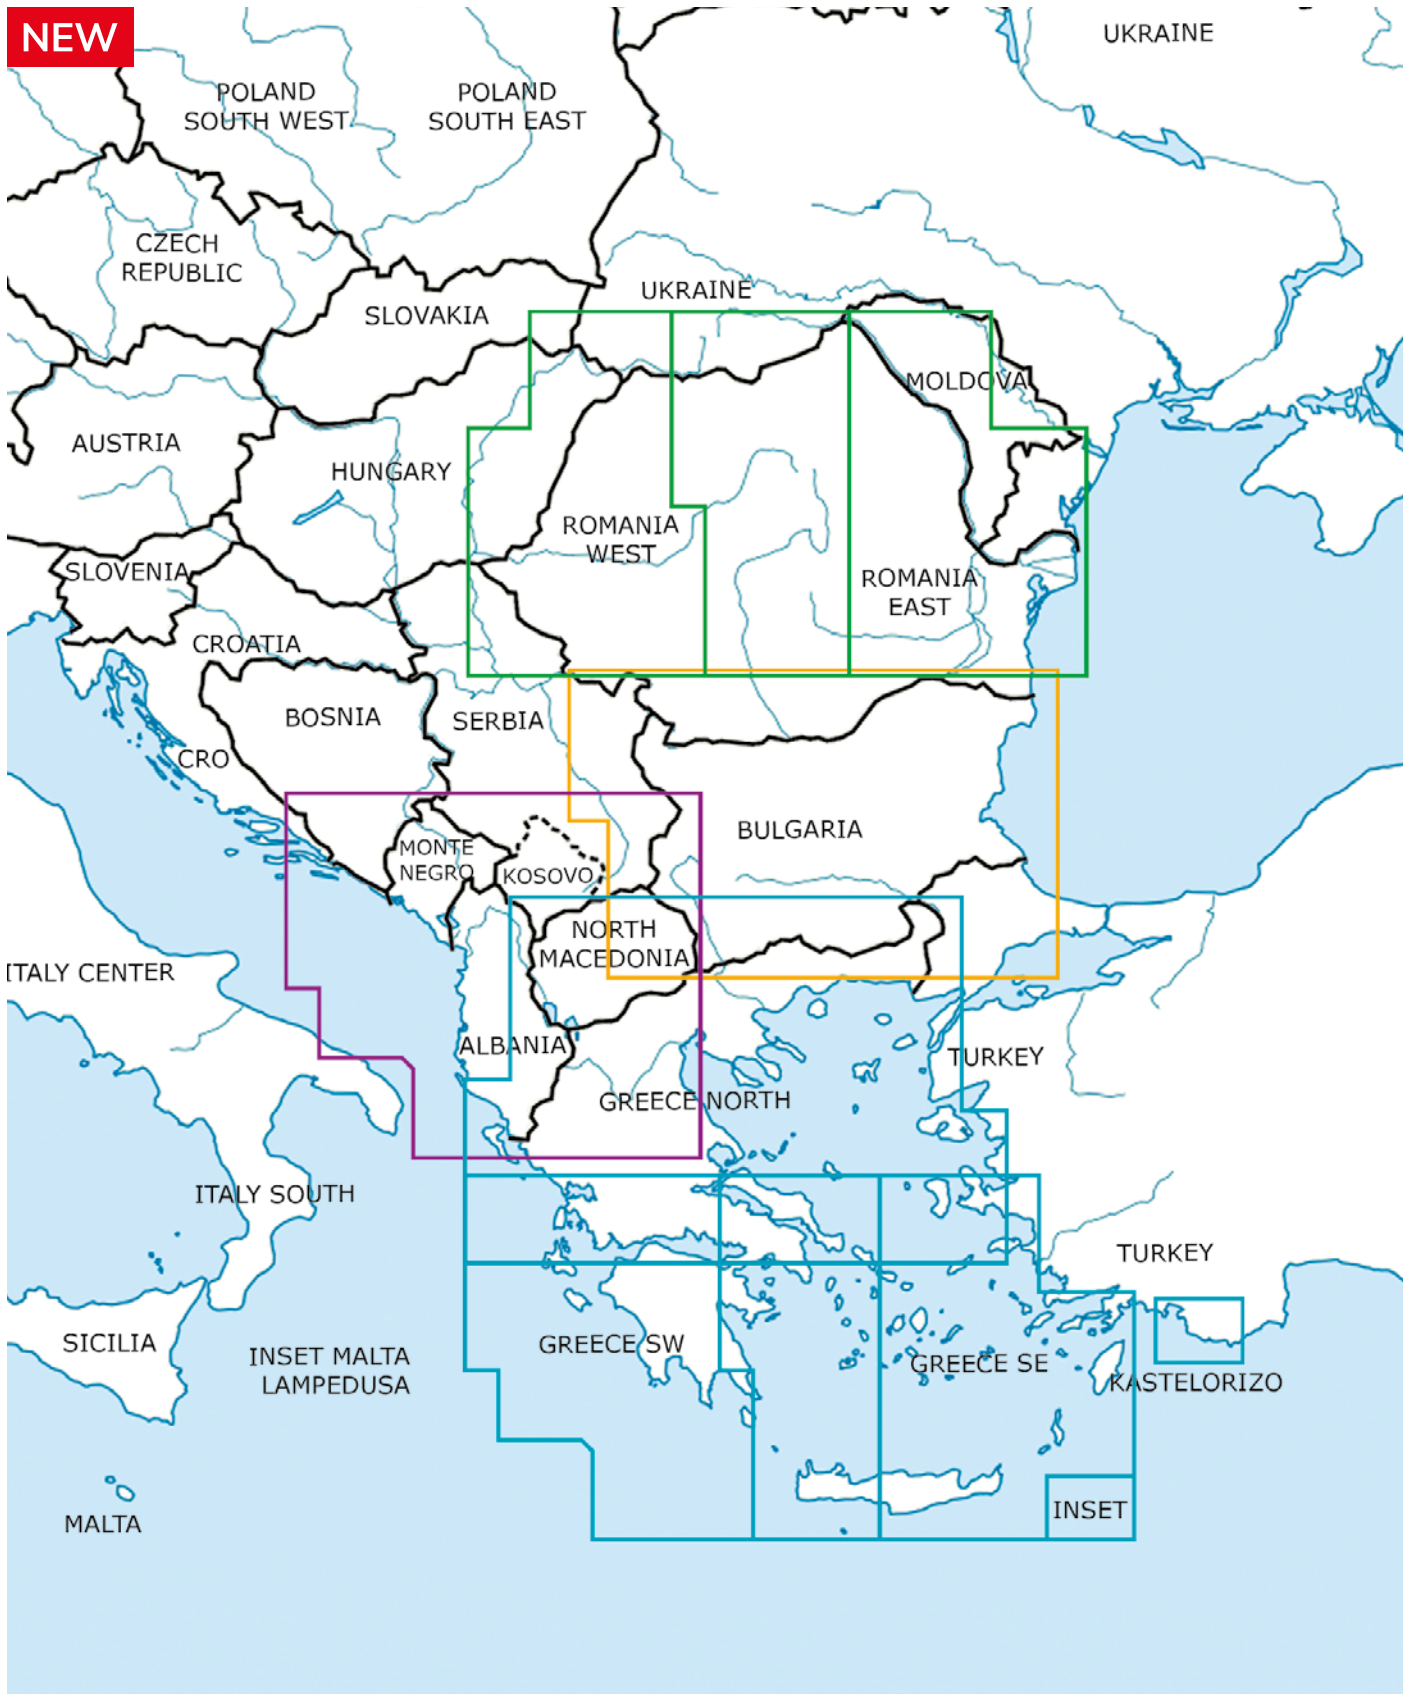 NEW
UKRAINE
POLAND
SOUTH WEST
POLAND
SOUTH EAST
CZECH
REPUBLIC
UKRAINE
SLOVAKIA
MOLDOVA
AUSTRIA
HUNGARY
ROMANIA
WEST
SLOVENIA
ROMANIA
EAST
CROATIA
BOSNIA
SERBIA
CRO
BULGARIA
MONTE
NEGRO
KOSOVO
NORTH
MACEDONIA
ITALY CENTER
ALBANIA
TURKEY
GREECE NORTH
ITALY SOUTH
TURKEY
SICILIA
GREECE SW
INSET MALTA
LAMPEDUSA
GREECE SE
KASTELORIZO
INSET
MALTA